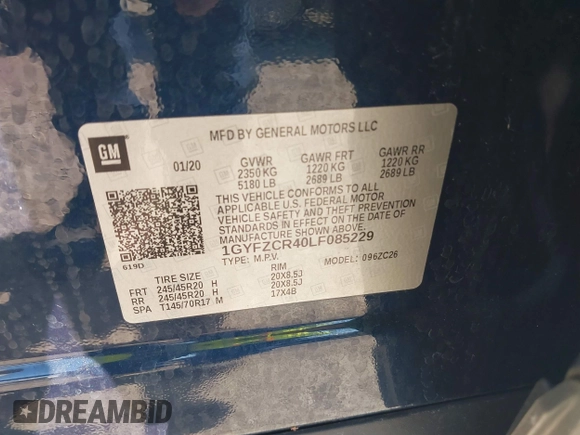 GM
MFD BY GENERAL MOTORS LLC
01/20
GVWR GAWR FRT GAWR RR
2350 KG 1220 KG 1220 KG
5180 LB 2689 LB 2689 LB
THIS VEHICLE CONFORMS TO ALL
APPLICABLE U.S. FEDERAL MOTOR
VEHICLE SAFETY AND THEFT PREVENTION
STANDARDS IN EFFECT ON THE DATE OF
MANUFACTURE SHOWN ABOVE.
1GYFZCR40LF085229
619D
TYPE: M.P.V. MODEL: 096ZC26
TIRE SIZE RIM
FRT 245/45R20 H 20X8.5J
RR 245/45R20 H 20X8.5J
SPA T145/70R17 M 17X4B
DREAMBID